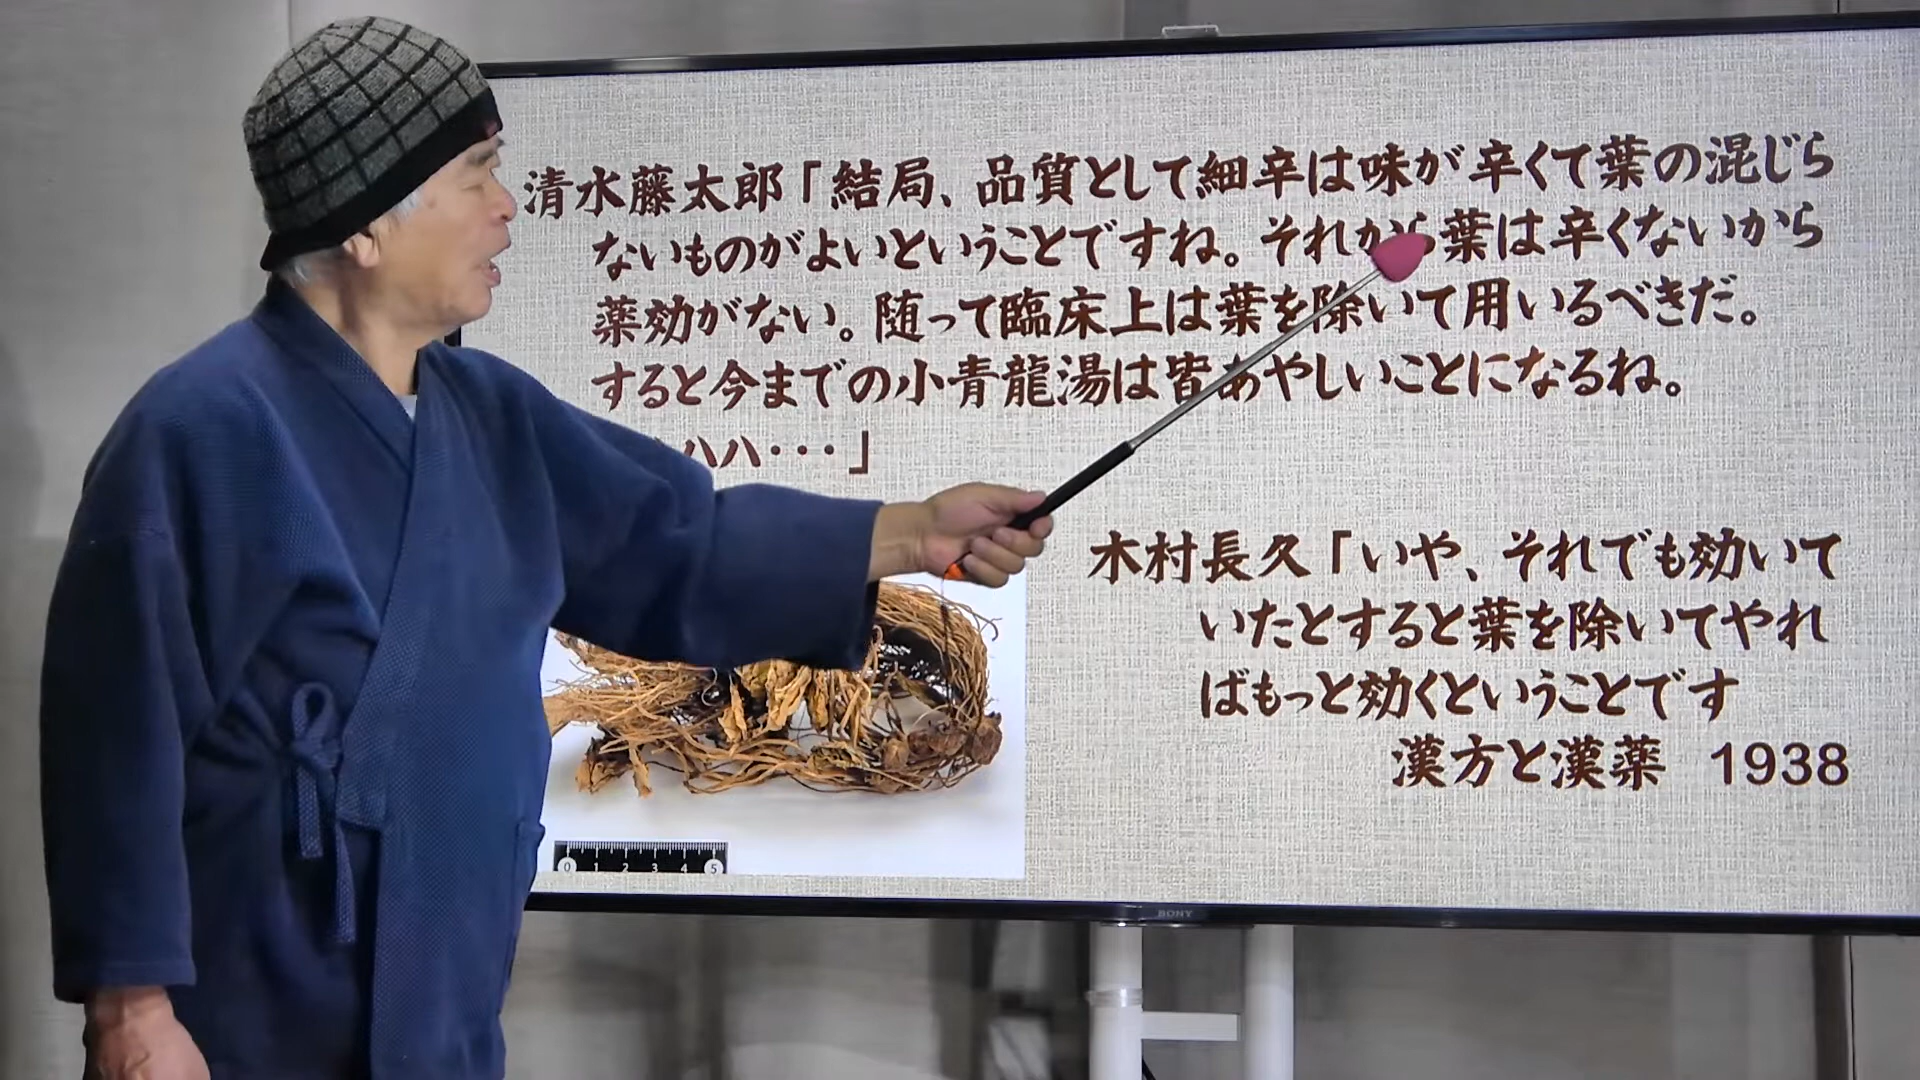 清水藤太郎「結局、品質として細辛は味が辛くて葉の混じら
ないものがよいということですね。それから葉は辛くないから
薬効がない。随って臨床上は葉を除いて用いるべきだ。
すると今までの小青龍湯は皆あやしいことになるね。
ハハ・・・」
木村長久「いや、それでも効いて
いたとすると葉を除いてやれ
ばもっと効くということです
漢方と漢薬 1938
0 1 2 3 4 5
SONY